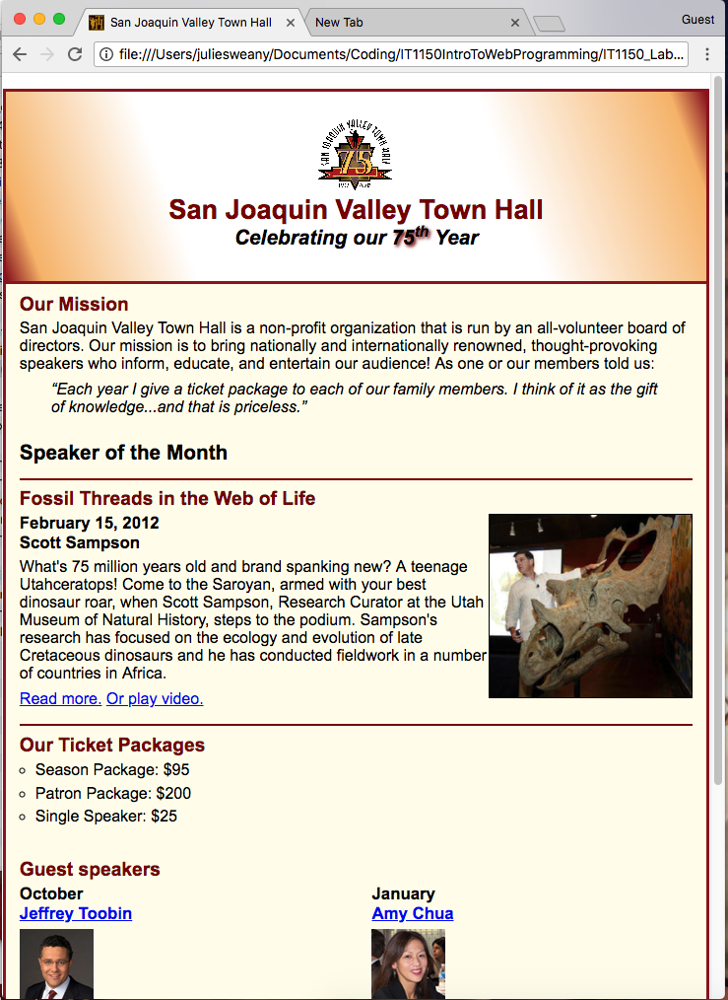 San Joaquin Valley Town Hall
New Tab
Guest
file:///Users/juliesweany/Documents/Coding/IT1150IntroToWebProgramming/IT1150_Lab...
SAN JOAQUIN VALLEY TOWN HALL
75
San Joaquin Valley Town Hall
Celebrating our 75th Year
Our Mission
San Joaquin Valley Town Hall is a non-profit organization that is run by an all-volunteer board of
directors. Our mission is to bring nationally and internationally renowned, thought-provoking
speakers who inform, educate, and entertain our audience! As one or our members told us:
“Each year I give a ticket package to each of our family members. I think of it as the gift
of knowledge...and that is priceless.”
Speaker of the Month
Fossil Threads in the Web of Life
February 15, 2012
Scott Sampson
What's 75 million years old and brand spanking new? A teenage
Utahceratops! Come to the Saroyan, armed with your best
dinosaur roar, when Scott Sampson, Research Curator at the Utah
Museum of Natural History, steps to the podium. Sampson's
research has focused on the ecology and evolution of late
Cretaceous dinosaurs and he has conducted fieldwork in a number
of countries in Africa.
Read more. Or play video.
Our Ticket Packages
Season Package: $95
Patron Package: $200
Single Speaker: $25
Guest speakers
October
Jeffrey Toobin
January
Amy Chua